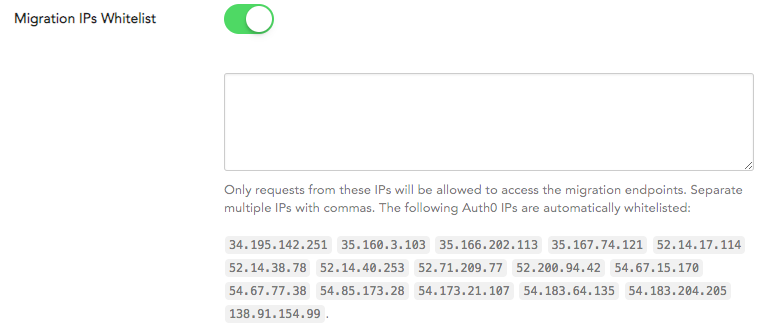 Migration IPs Whitelist
Only requests from these IPs will be allowed to access the migration endpoints. Separate
multiple IPs with commas. The following Auth0 IPs are automatically whitelisted:
34.195.142.251 35.160.3.103 35.166.202.113 35.167.74.121 52.14.17.114
52.14.38.78 52.14.40.253 52.71.209.77 52.200.94.42 54.67.15.170
54.67.77.38 54.85.173.28 54.173.21.107 54.183.64.135 54.183.204.205
138.91.154.99 .